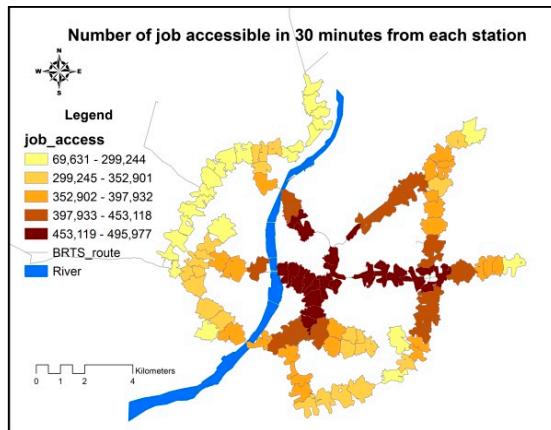 Number of job accessible in 30 minutes from each station
N
W E
S
Legend
job_access
69,631 - 299,244
299,245 - 352,901
352,902 - 397,932
397,933 - 453,118
453,119 - 495,977
BRTS_route
River
Kilometers
0 1 2 4